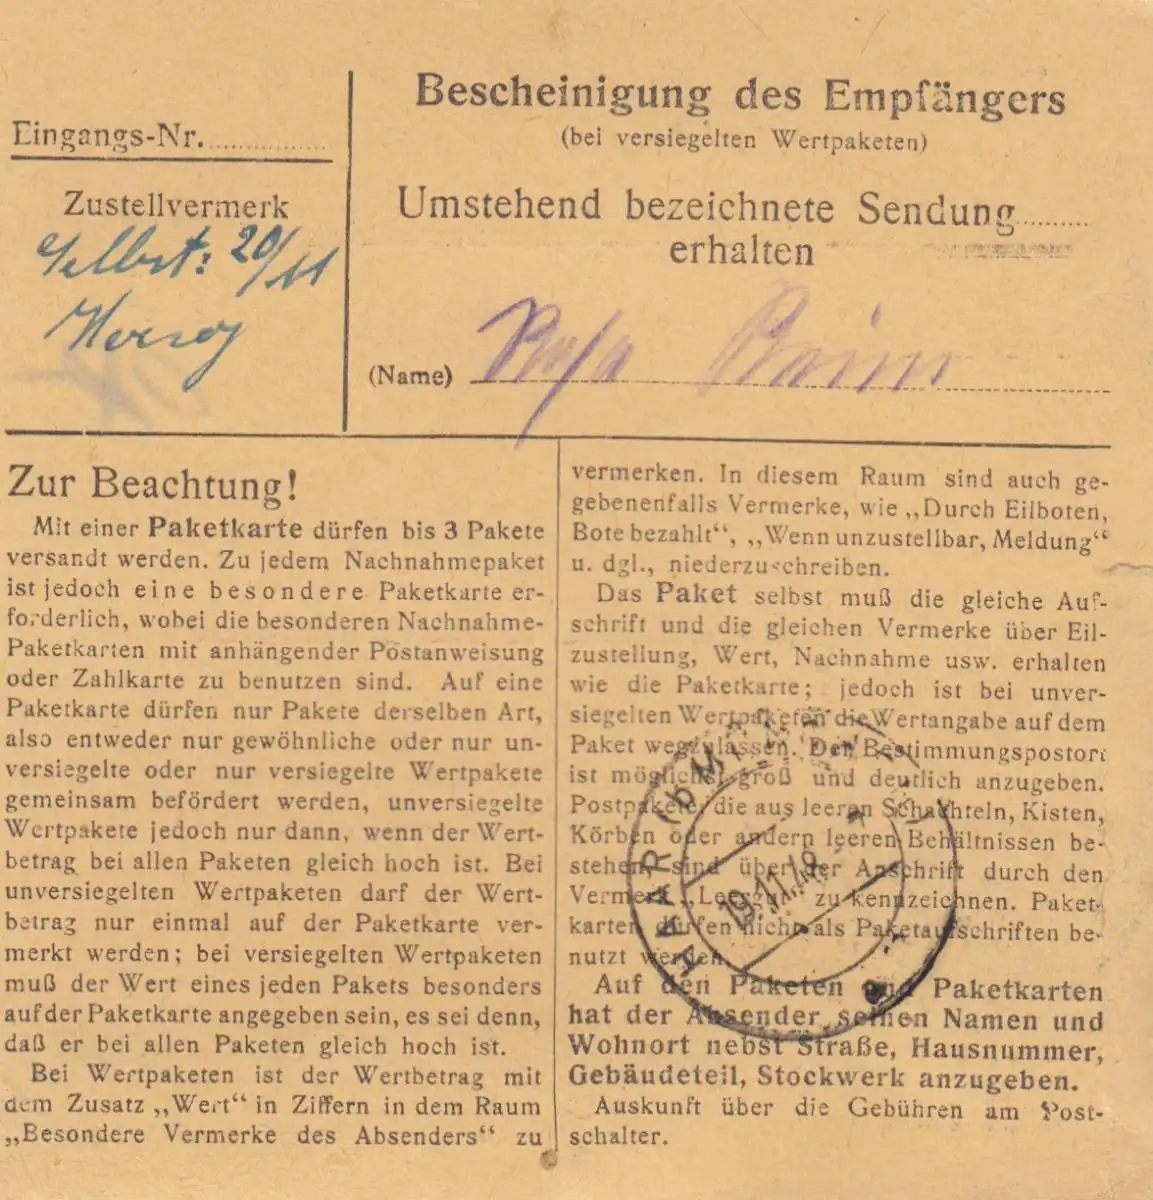 Eingangs-Nr.
Zustellvermerk
Selbst: 20/11
Herzog
Bescheinigung des Empfängers
(bei versiegelten Wertpaketen)
Umstehend bezeichnete Sendung
erhalten
(Name) Rosa
Zur Beachtung!
Mit einer Paketkarte dürfen bis 3 Pakete
versandt werden. Zu jedem Nachnahmepaket
ist jedoch eine besondere Paketkarte er-
forderlich, wobei die besonderen Nachnahme-
Paketkarten mit anhängender Postanweisung
oder Zahlkarte zu benutzen sind. Auf eine
Paketkarte dürfen nur Pakete derselben Art,
also entweder nur gewöhnliche oder nur un-
versiegelte oder nur versiegelte Wertpakete
gemeinsam befördert werden, unversiegelte
Wertpakete jedoch nur dann, wenn der Wert-
betrag bei allen Paketen gleich hoch ist. Bei
unversiegelten Wertpaketen darf der Wert-
betrag nur einmal auf der Paketkarte ver-
merkt werden; bei versiegelten Wertpaketen
muß der Wert eines jeden Pakets besonders
auf der Paketkarte angegeben sein, es sei denn,
daß er bei allen Paketen gleich hoch ist.
Bei Wertpaketen ist der Wertbetrag mit
dem Zusatz „Wert“ in Ziffern in dem Raum
„Besondere Vermerke des Absenders“ zu
vermerken. In diesem Raum sind auch ge-
gebenenfalls Vermerke, wie „Durch Eilboten,
Bote bezahlt“, „Wenn unzustellbar, Meldung“
u. dgl., niederzuschreiben.
Das Paket selbst muß die gleiche Auf-
schrift und die gleichen Vermerke über Eil-
zustellung, Wert, Nachnahme usw. erhalten
wie die Paketkarte; jedoch ist bei unver-
siegelten Wertpaketen die Wertangabe auf dem
Paket wegzulassen. Der Bestimmungspostort
ist möglichst groß und deutlich anzugeben.
Postpakete, die aus leeren Schachteln, Kisten,
Körben oder andern leeren Behältnissen be-
stehen, sind über der Anschrift durch den
Vermerk „Leergut“ zu kennzeichnen. Paket-
karten dürfen nicht als Paketaufschriften be-
nutzt werden.
Auf den Paketen und Paketkarten
hat der Absender seinen Namen und
Wohnort nebst Straße, Hausnummer,
Gebäudeteil, Stockwerk anzugeben.
Auskunft über die Gebühren am Post-
schalter.
HAAR (b MÜNCHEN)